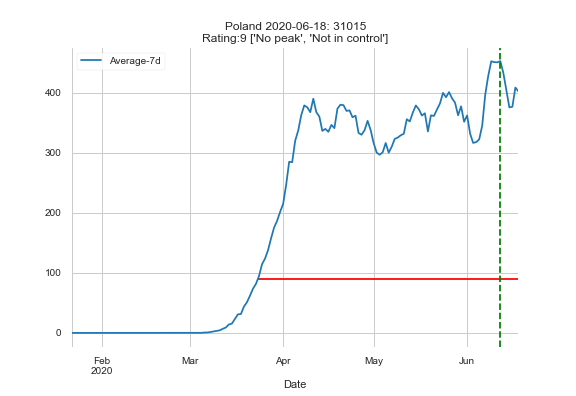 Poland 2020-06-18: 31015
Rating:9 ['No peak', 'Not in control']
Average-7d
400
300
200
100
0
Feb
2020
Mar
Apr
May
Jun
Date